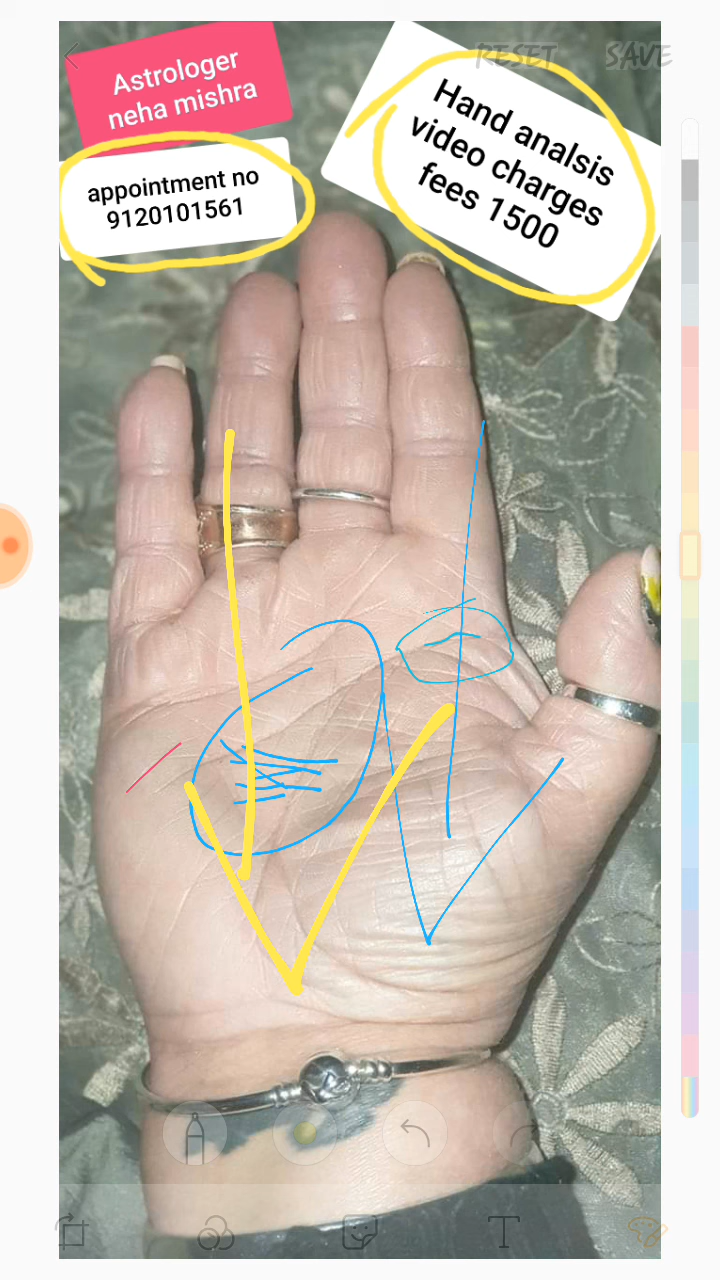 RESET SAVE
Astrologer
neha mishra
appointment no
9120101561
Hand analsis
video charges
fees 1500
T